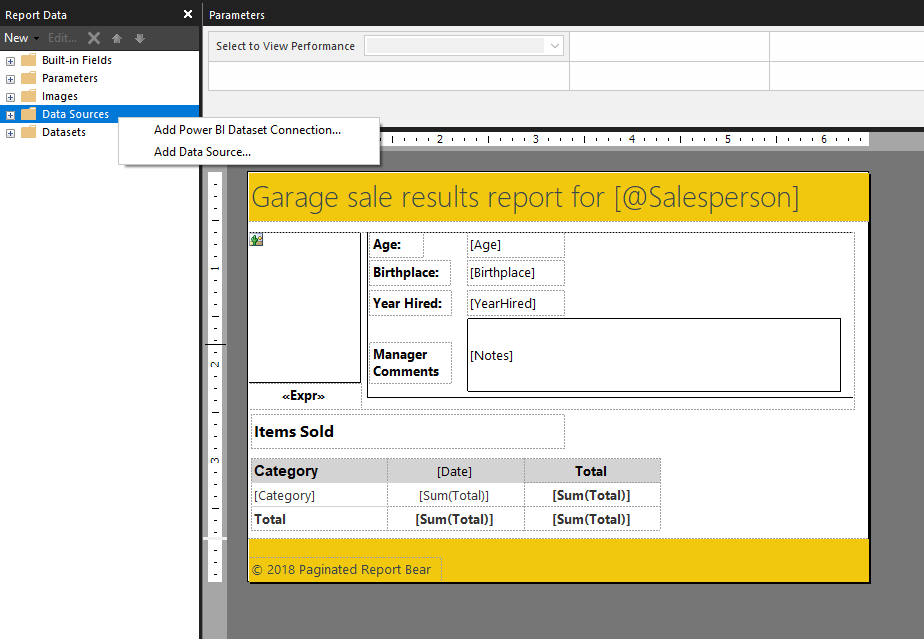 Report Data
New Edit...
Built-in Fields
Parameters
Images
Data Sources
Datasets
Add Power BI Dataset Connection...
Add Data Source...
Parameters
Select to View Performance
2 3 4 5 6
1
2
3
Garage sale results report for [@Salesperson]
Age: [Age]
Birthplace: [Birthplace]
Year Hired: [YearHired]
Manager
Comments
[Notes]
«Expr»
Items Sold
Category [Date] Total
[Category] [Sum(Total)] [Sum(Total)]
Total [Sum(Total)] [Sum(Total)]
© 2018 Paginated Report Bear